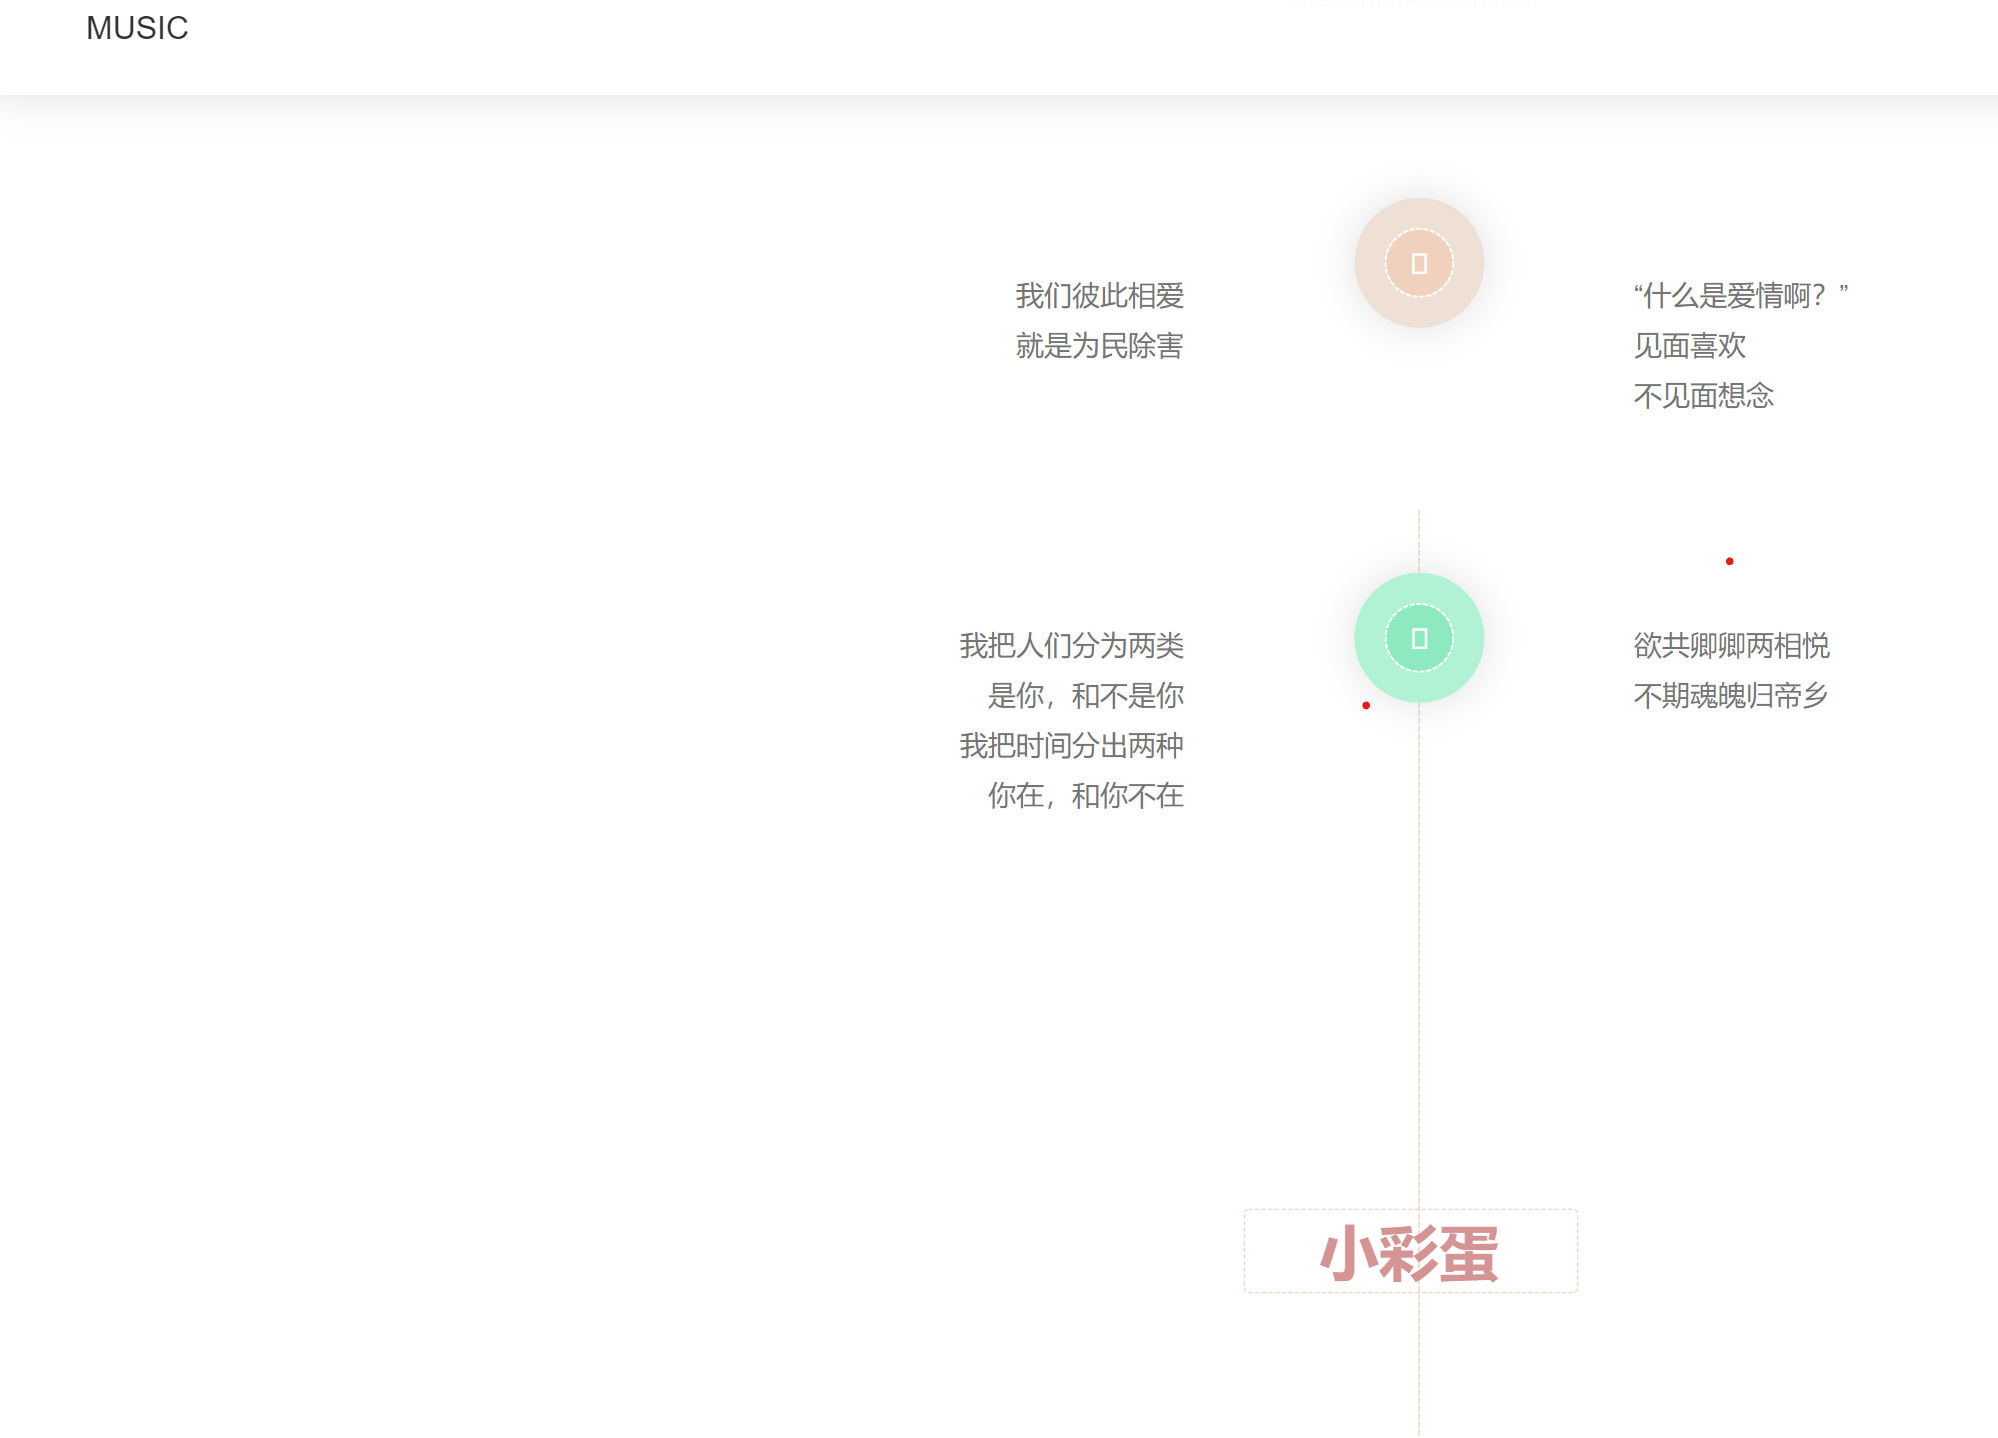 MUSIC
我们彼此相爱
就是为民除害
“什么是爱情啊？”
见面喜欢
不见面想念
我把人们分为两类
是你，和不是你
我把时间分出两种
你在，和你不在
欲共卿卿两相悦
不期魂魄归帝乡
小彩蛋